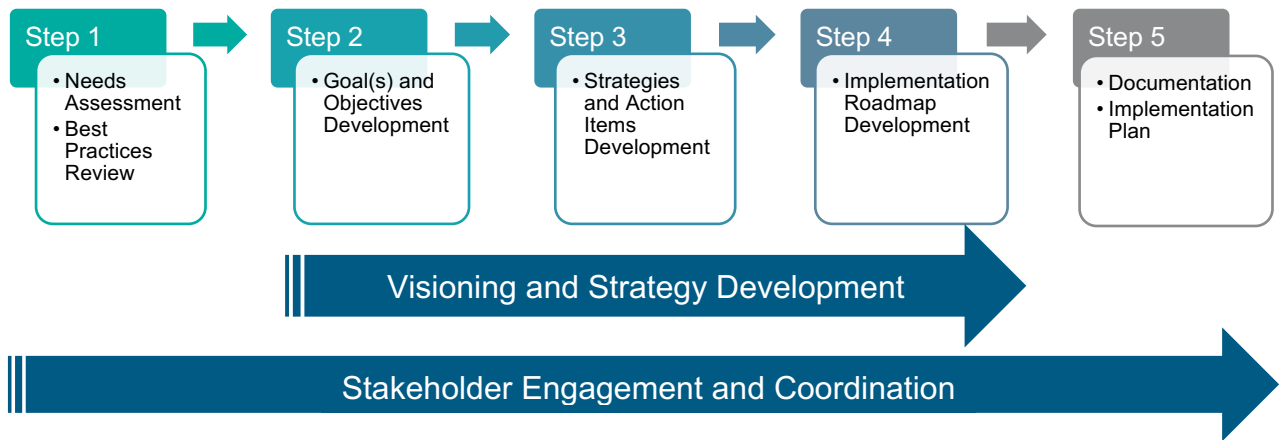 Step 1
• Needs
Assessment
• Best
Practices
Review
Step 2
• Goal(s) and
Objectives
Development
Step 3
• Strategies
and Action
Items
Development
Step 4
• Implementation
Roadmap
Development
Step 5
• Documentation
• Implementation
Plan
Visioning and Strategy Development
Stakeholder Engagement and Coordination